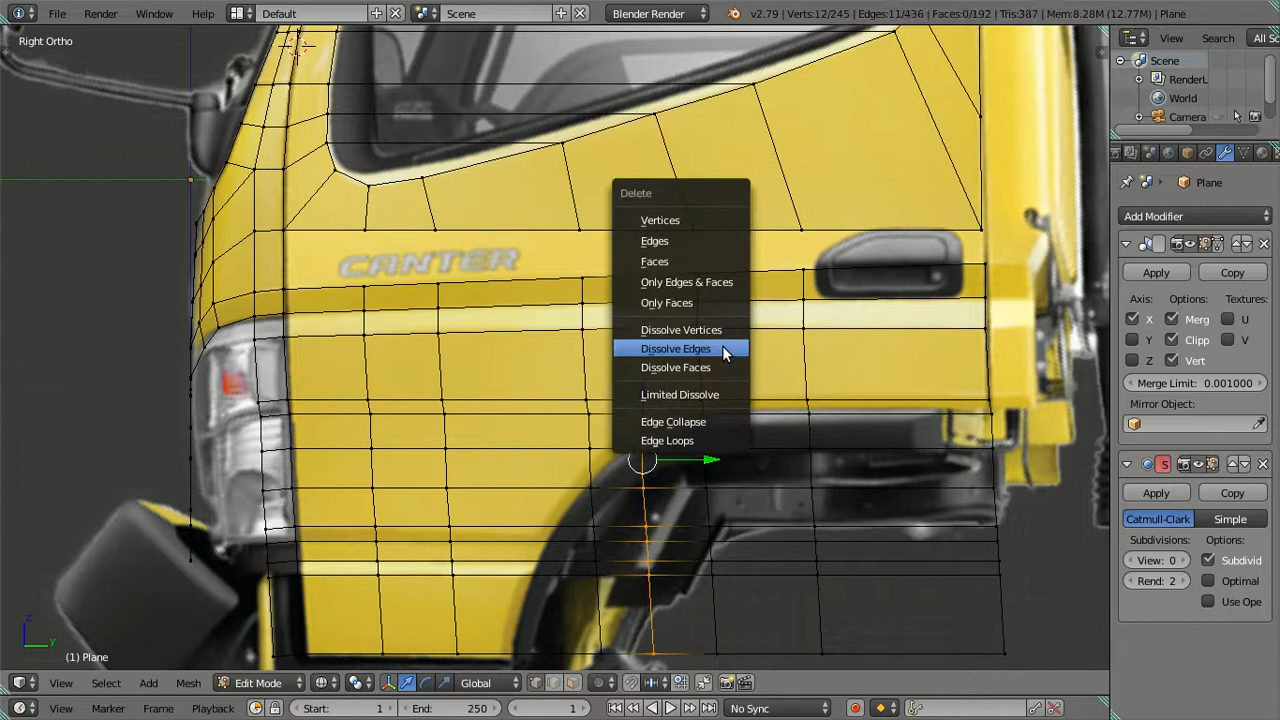 File Render Window Help Default Scene Blender Render v2.79 | Verts:12/245 | Edges:11/436 | Faces:0/192 | Tris:387 | Mem:8.28M (12.77M) | Plane
Right Ortho
View Search All Sc
Scene
RenderL
World
Camera
Plane
Add Modifier
Apply Copy
Axis: Options: Textures:
X Merg U
Y Clipp V
Z Vert
Merge Limit: 0.001000
Mirror Object:
S
Apply Copy
Catmull-Clark Simple
Subdivisions: Options:
View: 0 Subdivid
Rend: 2 Optimal
Use Ope
Delete
Vertices
Edges
Faces
Only Edges & Faces
Only Faces
Dissolve Vertices
Dissolve Edges
Dissolve Faces
Limited Dissolve
Edge Collapse
Edge Loops
CANTER
z
y
(1) Plane
View Select Add Mesh Edit Mode Global
View Marker Frame Playback Start: 1 End: 250 1 No Sync